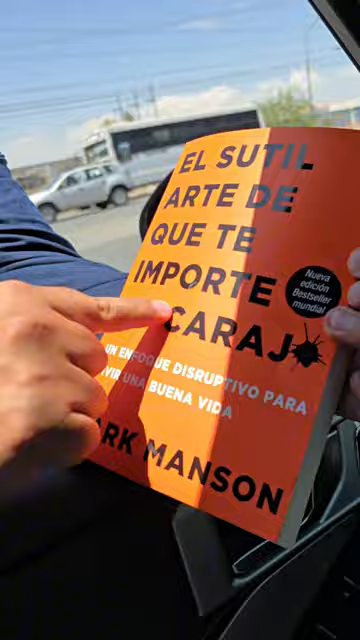 EL SUTIL
ARTE DE
QUE TE
IMPORTE
CARAJ
Nueva
edición
Bestseller
mundial
UN ENFOQUE DISRUPTIVO PARA
UNA BUENA VIDA
MANSON